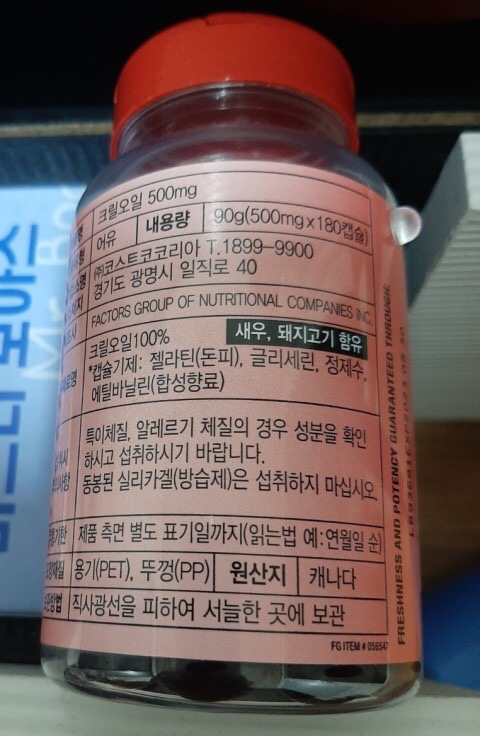 크릴오일 500mg
어유 내용량 90g(500mg x 180캡슐)
(주)코스트코코리아 T.1899-9900
경기도 광명시 일직로 40
FACTORS GROUP OF NUTRITIONAL COMPANIES INC.
크릴오일100% 새우, 돼지고기 함유
*캡슐기제: 젤라틴(돈피), 글리세린, 정제수,
에틸바닐린(합성향료)
특이체질, 알레르기 체질의 경우 성분을 확인
하시고 섭취하시기 바랍니다.
동봉된 실리카겔(방습제)은 섭취하지 마십시오
제품 측면 별도 표기일까지(읽는법 예:연월일 순)
용기(PET), 뚜껑(PP) 원산지 캐나다
직사광선을 피하여 서늘한 곳에 보관
FG ITEM # 056547
FRESHNESS AND POTENCY GUARANTEED THROUGH: